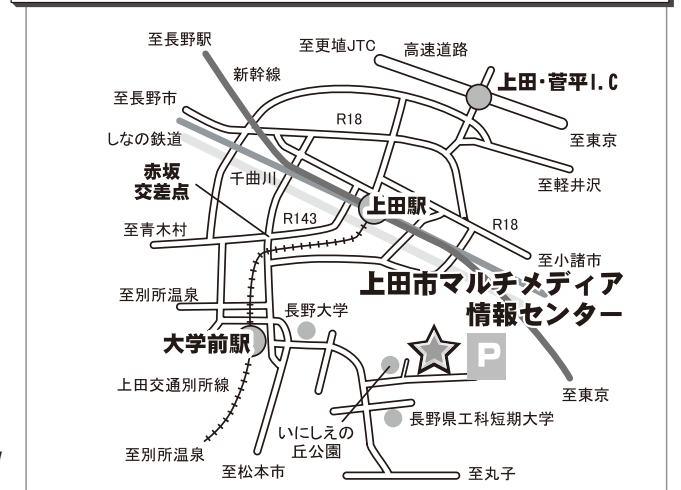 至長野駅
至更埴JTC
高速道路
新幹線
上田・菅平I.C
至長野市
R18
しなの鉄道
至東京
赤坂
交差点
千曲川
至軽井沢
上田駅
R143
R18
至青木村
至小諸市
上田市マルチメディア
情報センター
至別所温泉
長野大学
大学前駅
P
上田交通別所線
至東京
いにしえの
丘公園
長野県工科短期大学
至別所温泉
至松本市
至丸子